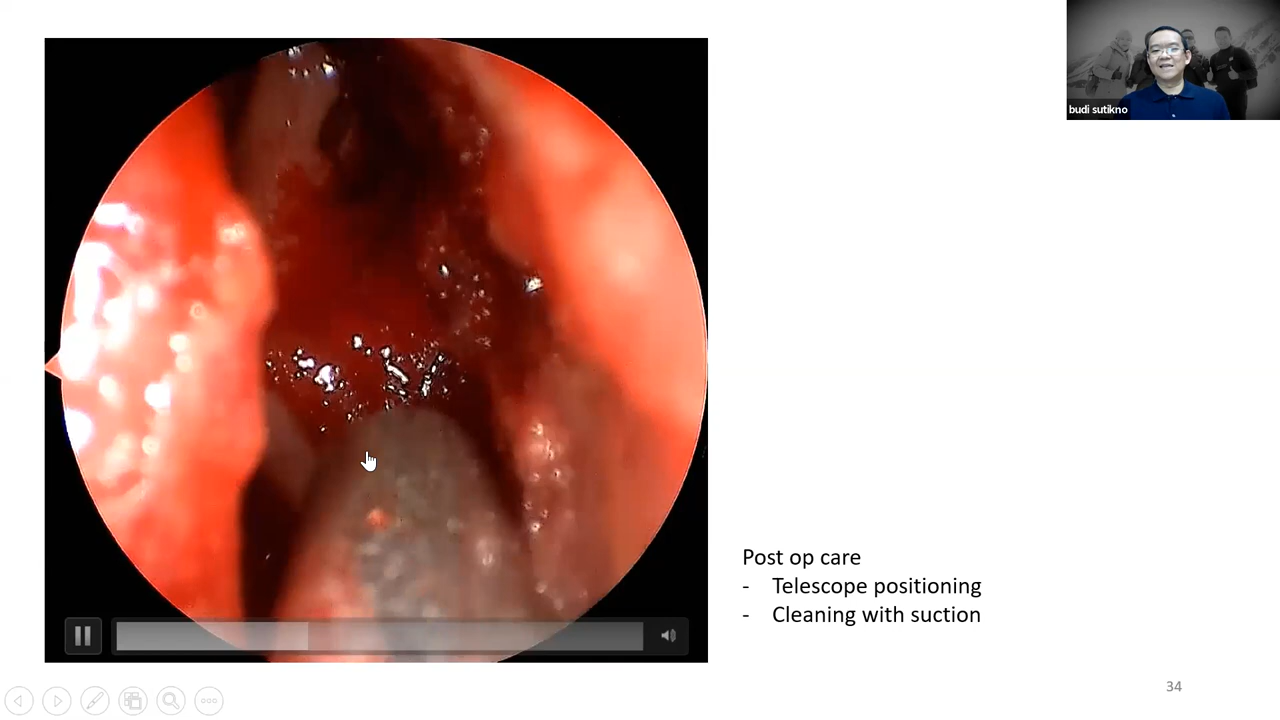 budi sutikno
Post op care
- Telescope positioning
- Cleaning with suction
34